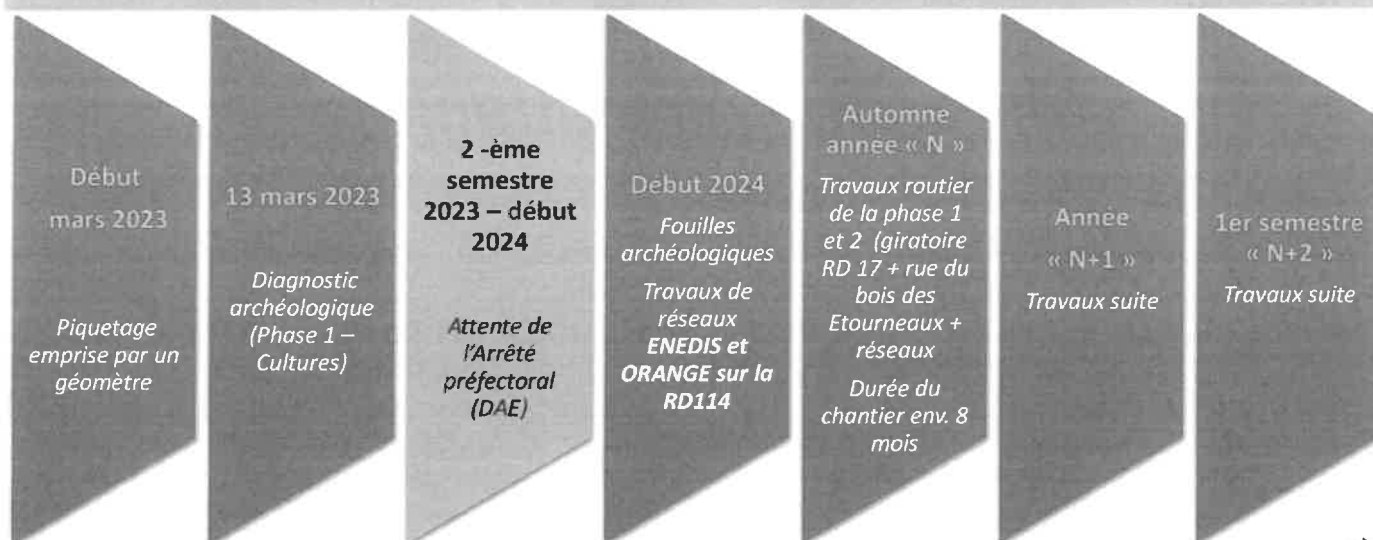 Début
mars 2023
Piquetage
emprise par un
géomètre
13 mars 2023
Diagnostic
archéologique
(Phase 1 –
Cultures)
2 -ème
semestre
2023 – début
2024
Attente de
l'Arrêté
préfectoral
(DAE)
Début 2024
Fouilles
archéologiques
Travaux de
réseaux
ENEDIS et
ORANGE sur la
RD114
Automne
année « N »
Travaux routier
de la phase 1
et 2 (giratoire
RD 17 + rue du
bois des
Etourneaux +
réseaux
Durée du
chantier env. 8
mois
Année
« N+1 »
Travaux suite
1er semestre
« N+2 »
Travaux suite